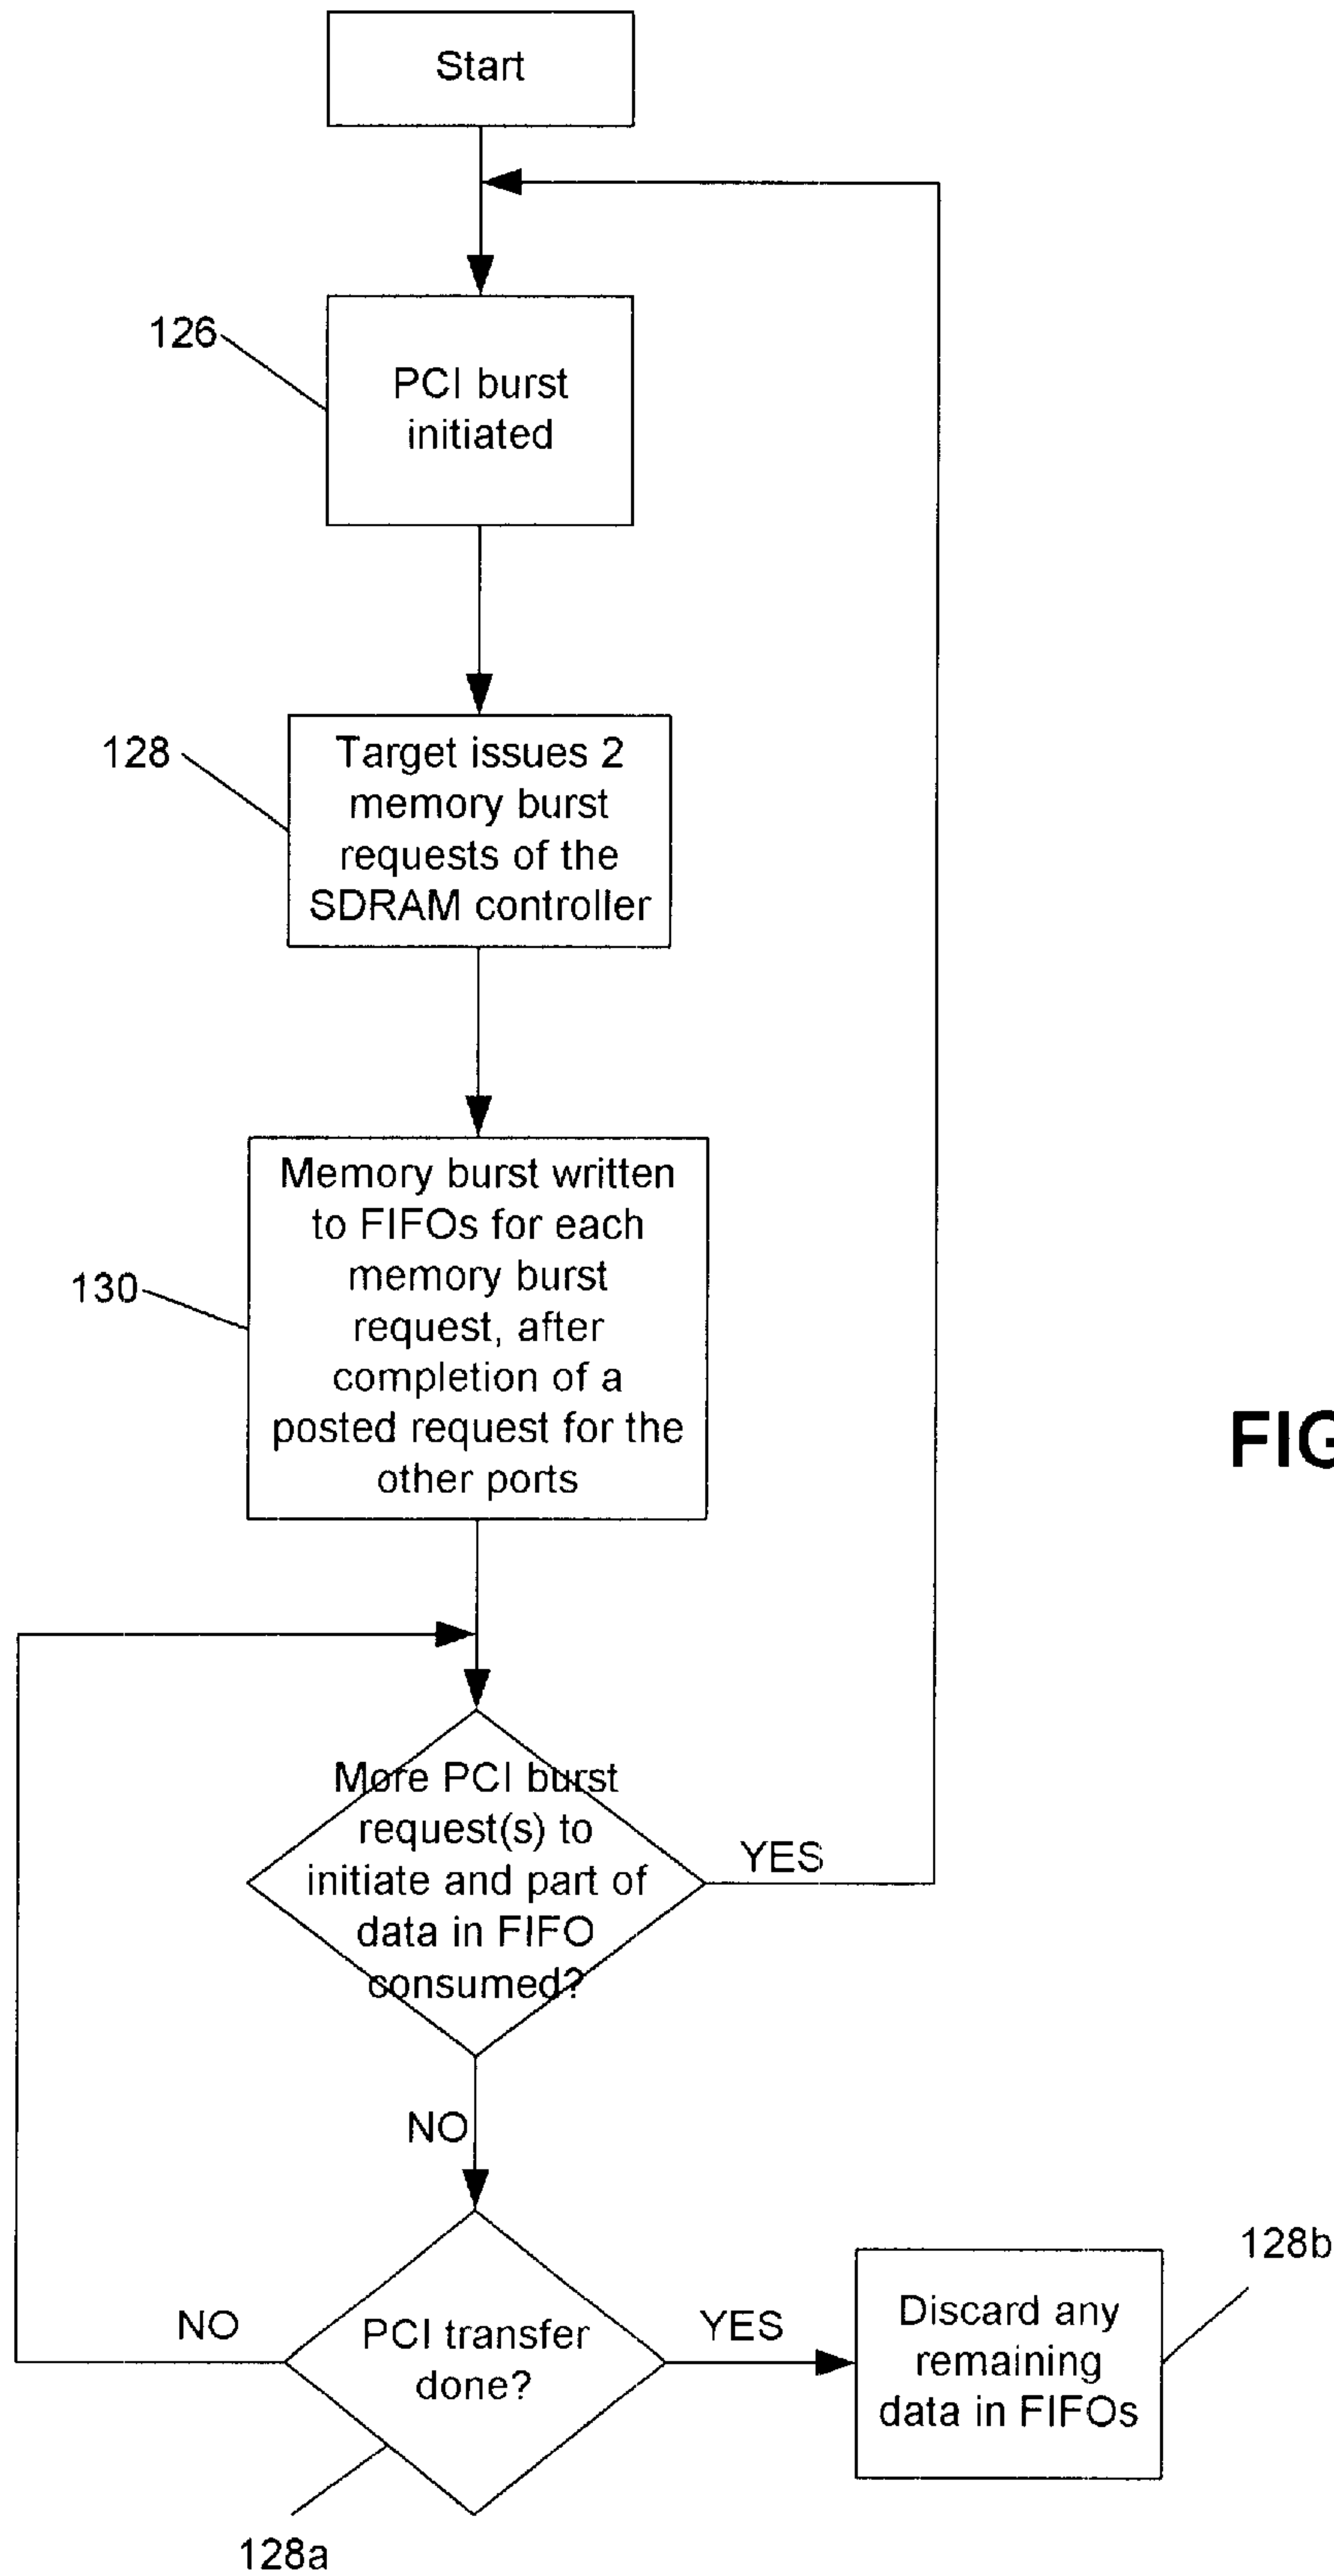 Start
126
PCI burst
initiated
128
Target issues 2
memory burst
requests of the
SDRAM controller
130
Memory burst written
to FIFOs for each
memory burst
request, after
completion of a
posted request for the
other ports
FIG
More PCI burst
request(s) to
initiate and part of
data in FIFO
consumed?
YES
NO
PCI transfer
done?
NO
YES
128a
Discard any
remaining
data in FIFOs
128b